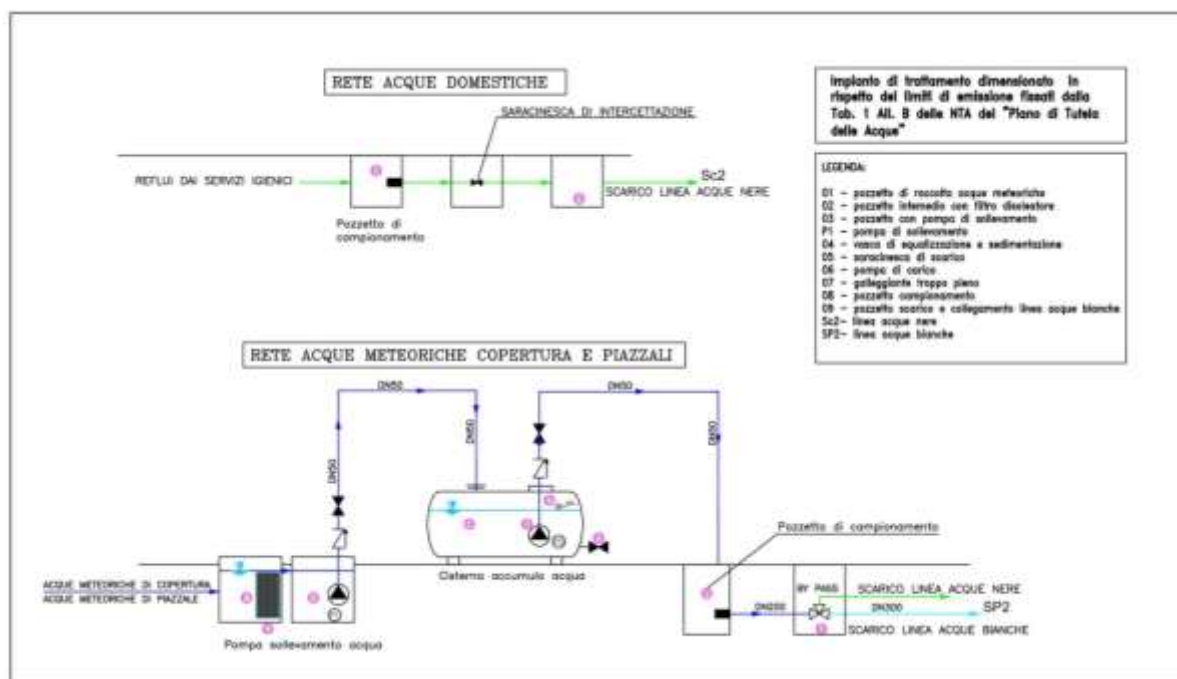 RETE ACQUE DOMESTICHE
SARACINESCA DI INTERCETTAZIONE
REFLUI DAI SERVIZI IGIENICI
Sc2
SCARICO LINEA ACQUE NERE
Pozzetto di
campionamento
Impianto di trattamento dimensionato in
rispetto dei limiti di emissione fissati dalla
Tab. 1 All. B delle NTA del "Piano di Tutela
delle Acque"
LEGENDA:
01 - pozzetto di raccolta acque meteoriche
02 - pozzetto intermedio con filtro disoleatore
03 - pozzetto con pompa di sollevamento
P1 - pompa di sollevamento
04 - vasca di equalizzazione e sedimentazione
05 - saracinesca di scarico
06 - pompa di carico
07 - galleggiante troppo pieno
08 - pozzetto campionamento
09 - pozzetto scarico e collegamento linea acque bianche
Sc2- linea acque nere
SP2- linea acque bianche
RETE ACQUE METEORICHE COPERTURA E PIAZZALI
DN50
DN50
DN50
DN50
DN50
Pozzetto di campionamento
Cisterna accumulo acqua
ACQUE METEORICHE DI COPERTURA
ACQUE METEORICHE DI PIAZZALE
Pompa sollevamento acqua
BY PASS
SCARICO LINEA ACQUE NERE
DN200
DN300
SP2
SCARICO LINEA ACQUE BIANCHE